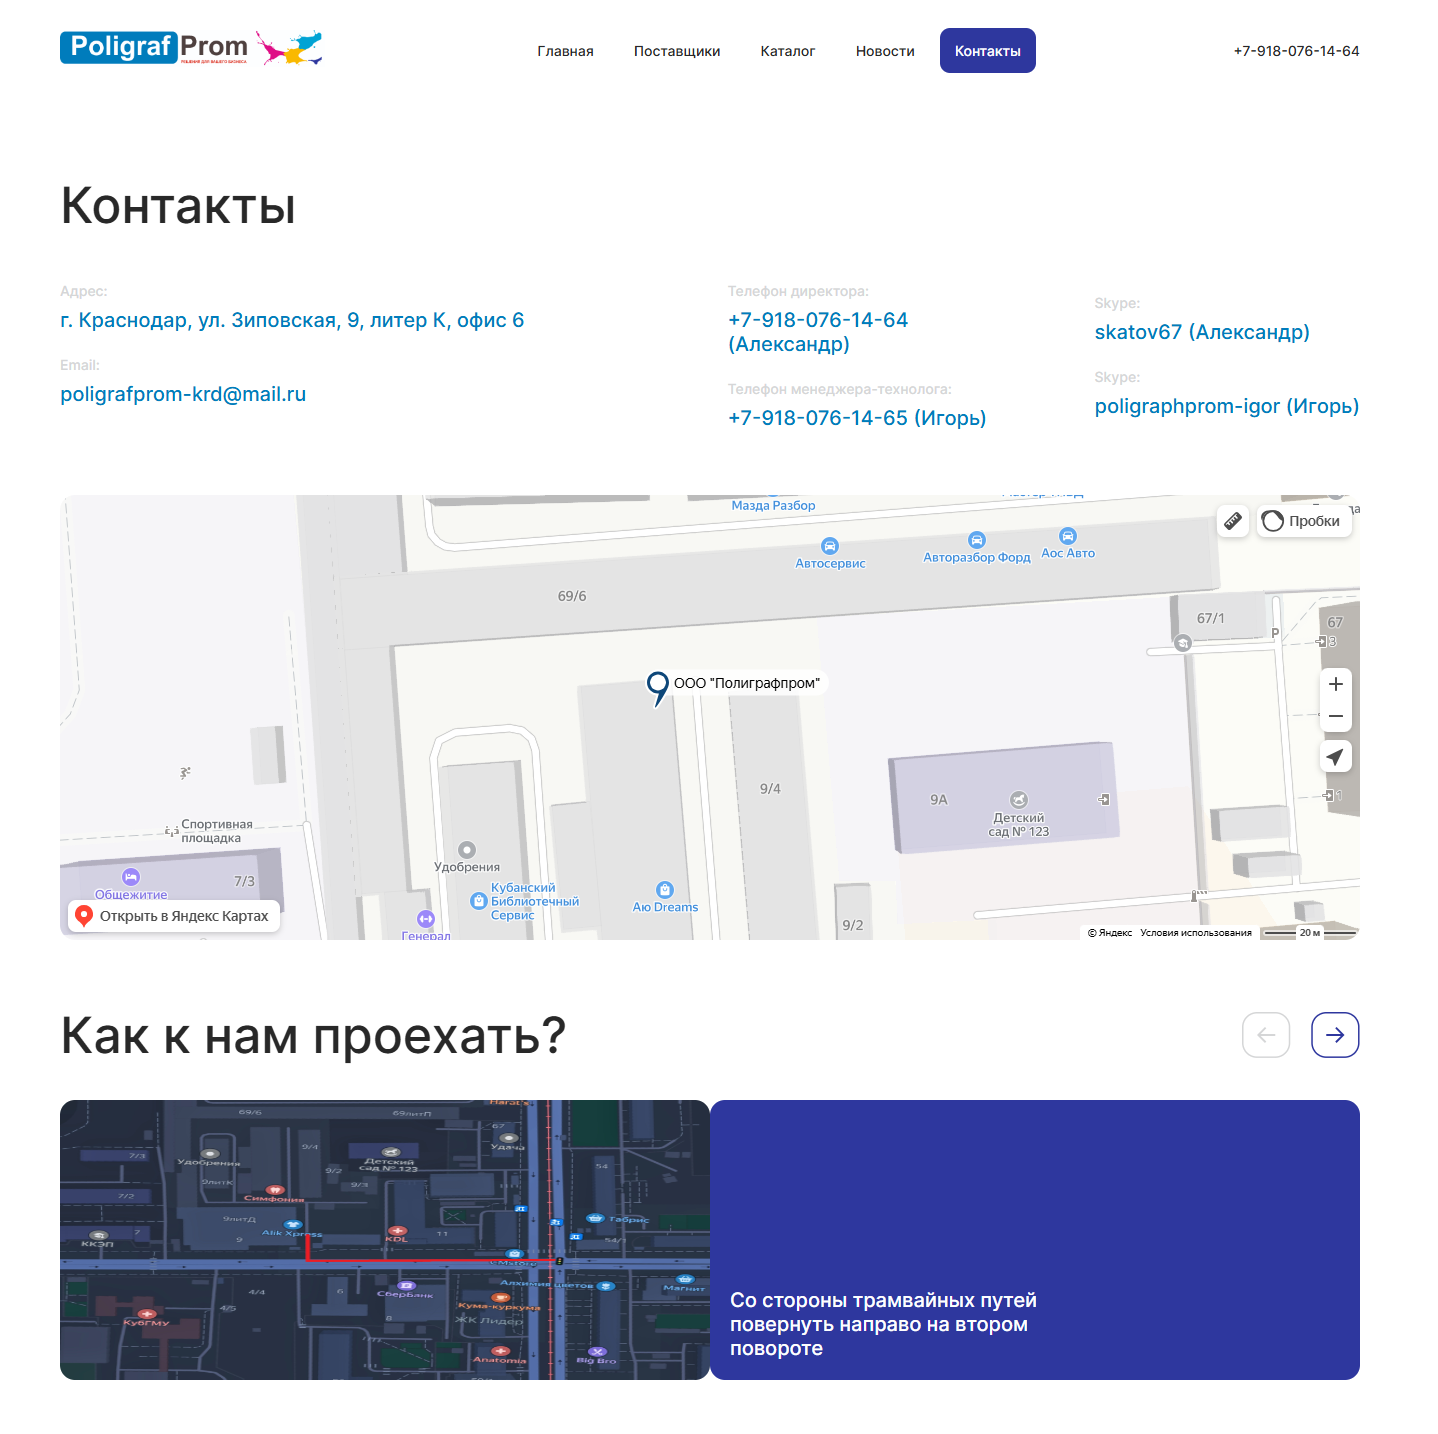 Poligraf Prom
РЕШЕНИЯ ДЛЯ ВАШЕГО БИЗНЕСА
Главная
Поставщики
Каталог
Новости
Контакты
+7-918-076-14-64
Контакты
Адрес:
г. Краснодар, ул. Зиповская, 9, литер К, офис 6
Email:
poligrafprom-krd@mail.ru
Телефон директора:
+7-918-076-14-64
(Александр)
Телефон менеджера-технолога:
+7-918-076-14-65 (Игорь)
Skype:
skatov67 (Александр)
Skype:
poligraphprom-igor (Игорь)
Мазда Разбор
Пробки
Автосервис
Авторазбор Форд
Аос Авто
69/6
67/1
67
P
3
ООО "Полиграфпром"
9/4
9А
Детский
сад № 123
1
Спортивная
площадка
Удобрения
7/3
Общежитие
Кубанский
Библиотечный
Сервис
Аю Dreams
9/2
Генерал
Открыть в Яндекс Картах
© Яндекс
Условия использования
20 м
Как к нам проехать?
Harat's
69/6
69литП
67
Удача
9/4
7/3
Удобрения
Детский
сад № 123
9/2
54
9литК
9/3
7/2
Симфония
9литД
Alik Xpress
Габрис
7
ККЭП
9
KDL
11
54/1
СберБанк
Алхимия цветов
Магнит
4/4
6
4/5
Кума-куркума
КубГМУ
8
ЖК Лидер
Anatomia
Big Bro
Со стороны трамвайных путей
повернуть направо на втором
повороте